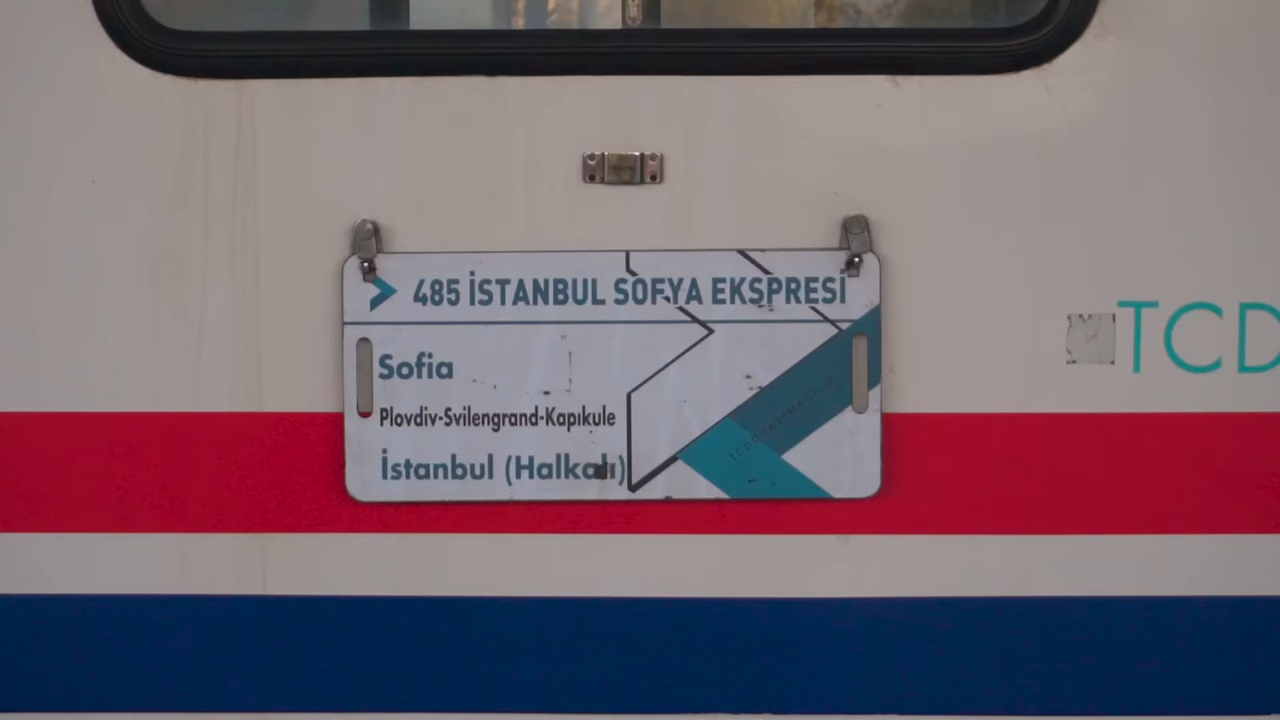 485 İSTANBUL SOFYA EKSPRESİ
Sofia
Plovdiv-Svilengrand-Kapıkule
İstanbul (Halkalı)
TCD